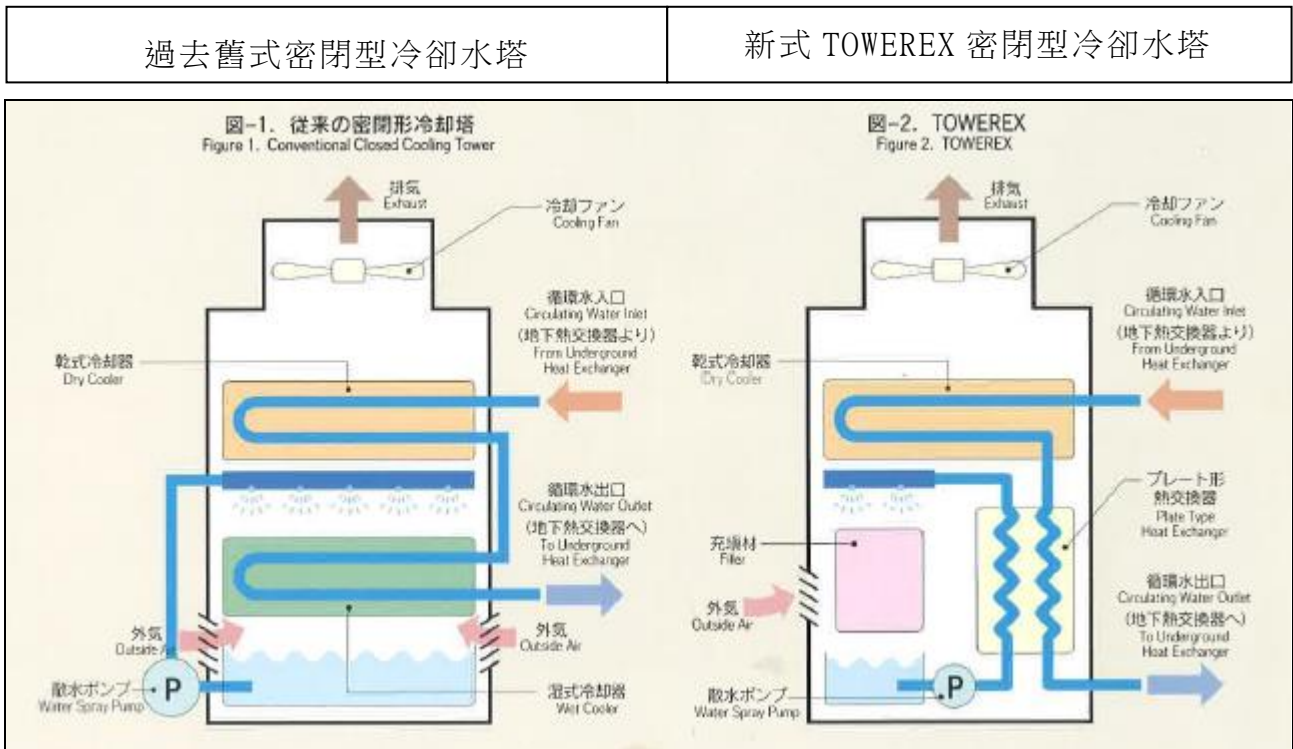 過去舊式密閉型冷卻水塔
新式 TOWEREX 密閉型冷卻水塔
図-1. 従来の密閉形冷却塔
Figure 1. Conventional Closed Cooling Tower
排気
Exhaust
冷却ファン
Cooling Fan
循環水入口
Circulating Water Inlet
(地下熱交換器より)
From Underground
Heat Exchanger
乾式冷却器
Dry Cooler
循環水出口
Circulating Water Outlet
(地下熱交換器へ)
To Underground
Heat Exchanger
外気
Outside Air
外気
Outside Air
散水ポンプ
Water Spray Pump
P
湿式冷却器
Wet Cooler
図-2. TOWEREX
Figure 2. TOWEREX
排気
Exhaust
冷却ファン
Cooling Fan
循環水入口
Circulating Water Inlet
(地下熱交換器より)
From Underground
Heat Exchanger
乾式冷却器
Dry Cooler
プレート形
熱交換器
Plate Type
Heat Exchanger
充填材
Filler
外気
Outside Air
循環水出口
Circulating Water Outlet
(地下熱交換器へ)
To Underground
Heat Exchanger
散水ポンプ
Water Spray Pump
P